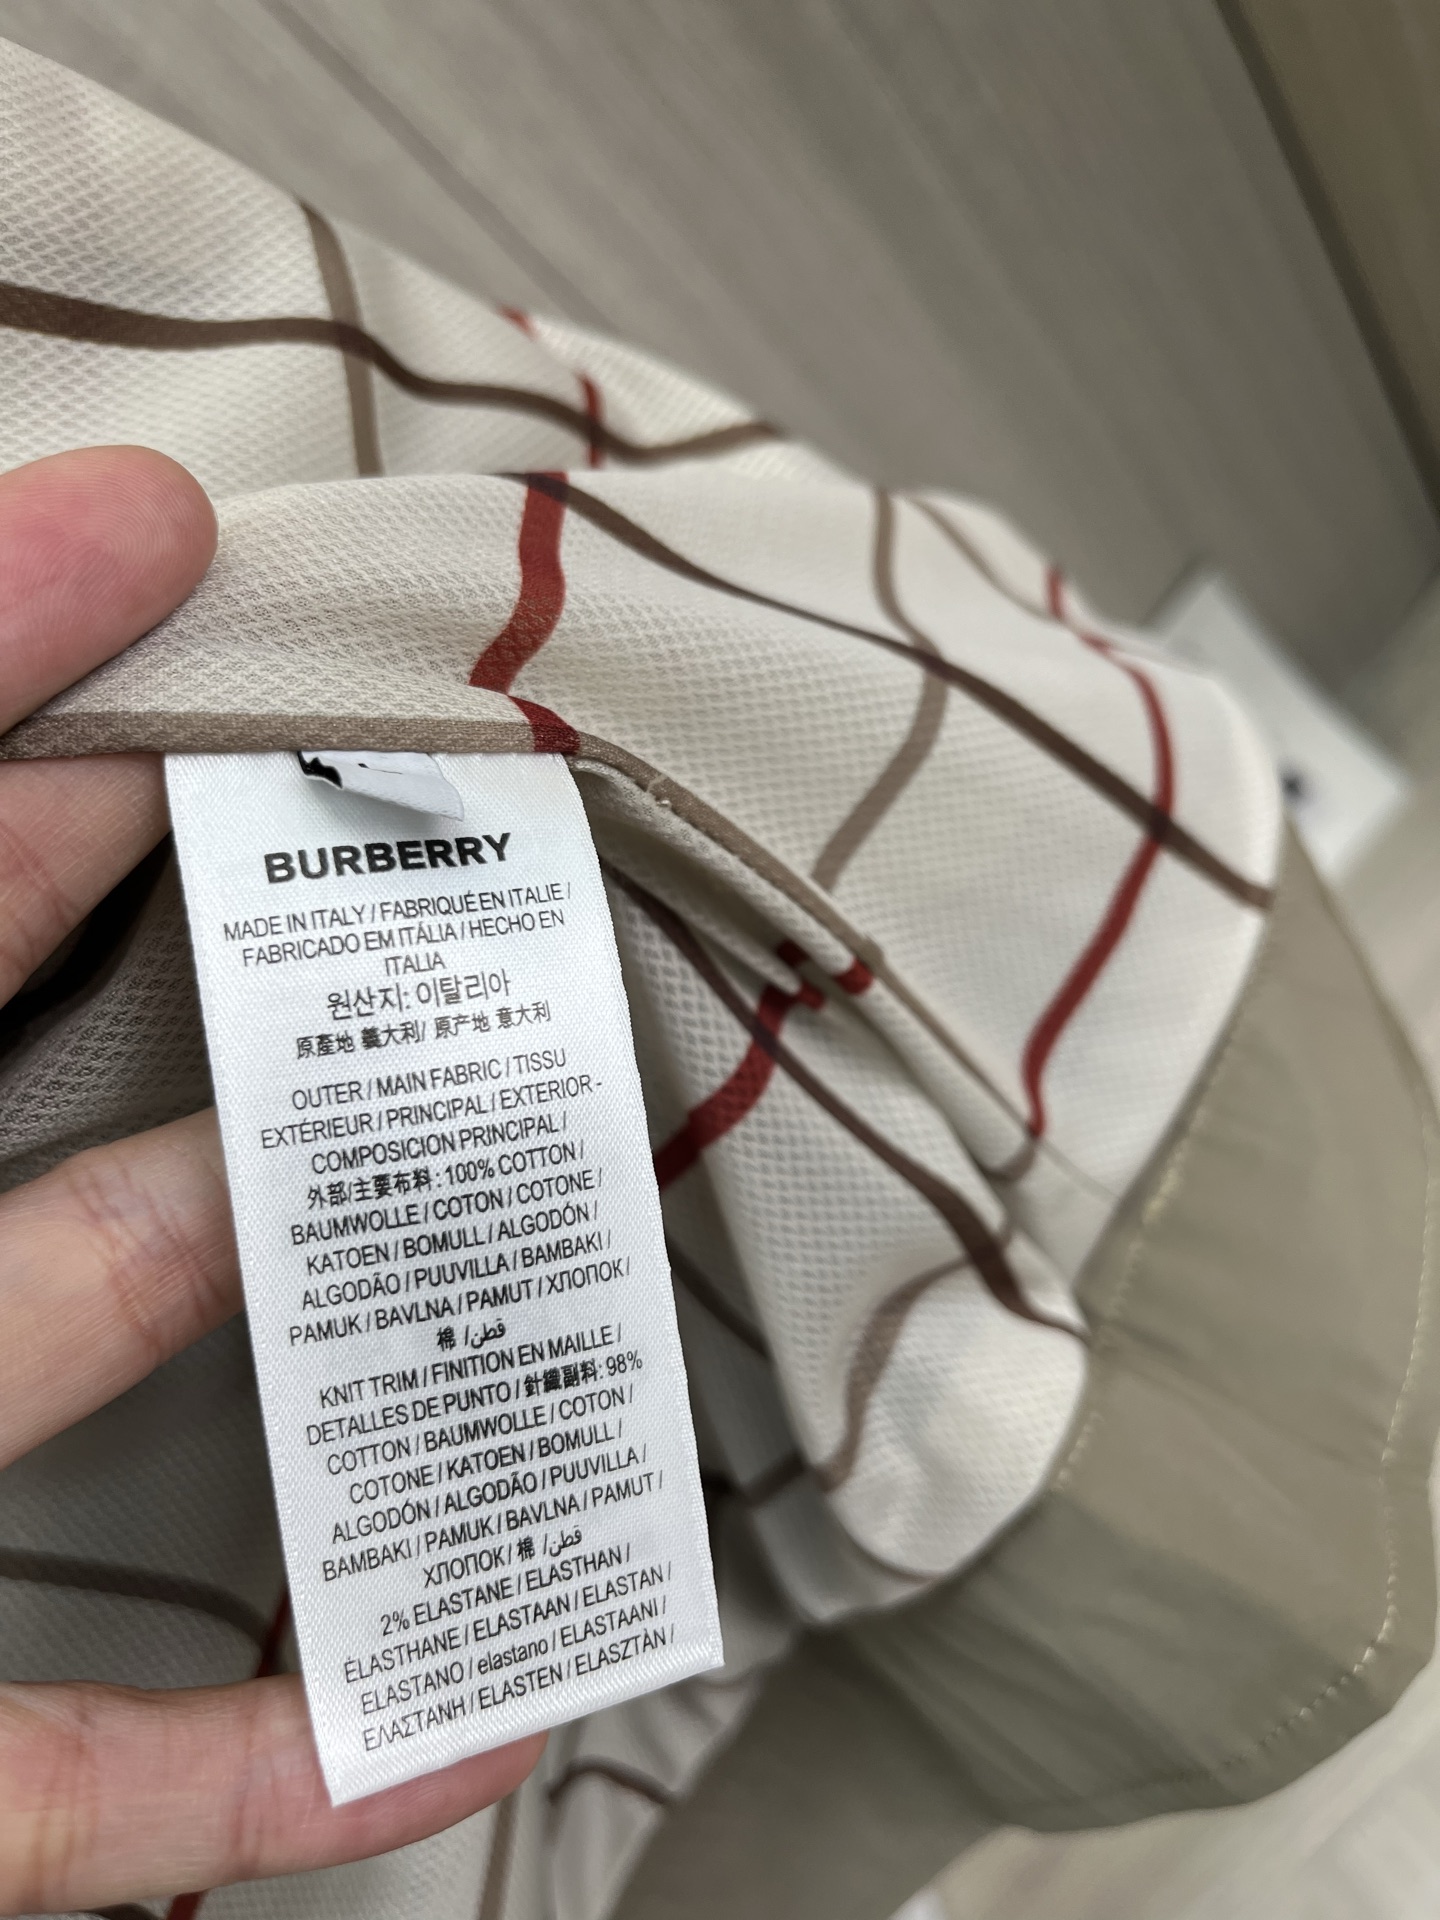 BURBERRY
MADE IN ITALY / FABRIQUÉ EN ITALIE /
FABRICADO EM ITÁLIA / HECHO EN
ITALIA
원산지: 이탈리아
原產地 義大利/ 原产地 意大利
OUTER / MAIN FABRIC / TISSU
EXTÉRIEUR / PRINCIPAL / EXTERIOR -
COMPOSICION PRINCIPAL /
外部/主要布料: 100% COTTON /
BAUMWOLLE / COTON / COTONE /
KATOEN / BOMULL / ALGODÓN /
ALGODÃO / PUUVILLA / BAMBAKI /
PAMUK / BAVLNA / PAMUT / ХЛОПОК /
棉 /قطن
KNIT TRIM / FINITION EN MAILLE /
DETALLES DE PUNTO / 針織副料: 98%
COTTON / BAUMWOLLE / COTON /
COTONE / KATOEN / BOMULL /
ALGODÓN / ALGODÃO / PUUVILLA /
BAMBAKI / PAMUK / BAVLNA / PAMUT /
ХЛОПОК / 棉 /قطن
2% ELASTANE / ELASTHAN /
ÉLASTHANE / ELASTAAN / ELASTAN /
ELASTANO / elastano / ELASTAANI /
ΕΛΑΣΤΑΝΗ / ELASTEN / ELASZTÀN /